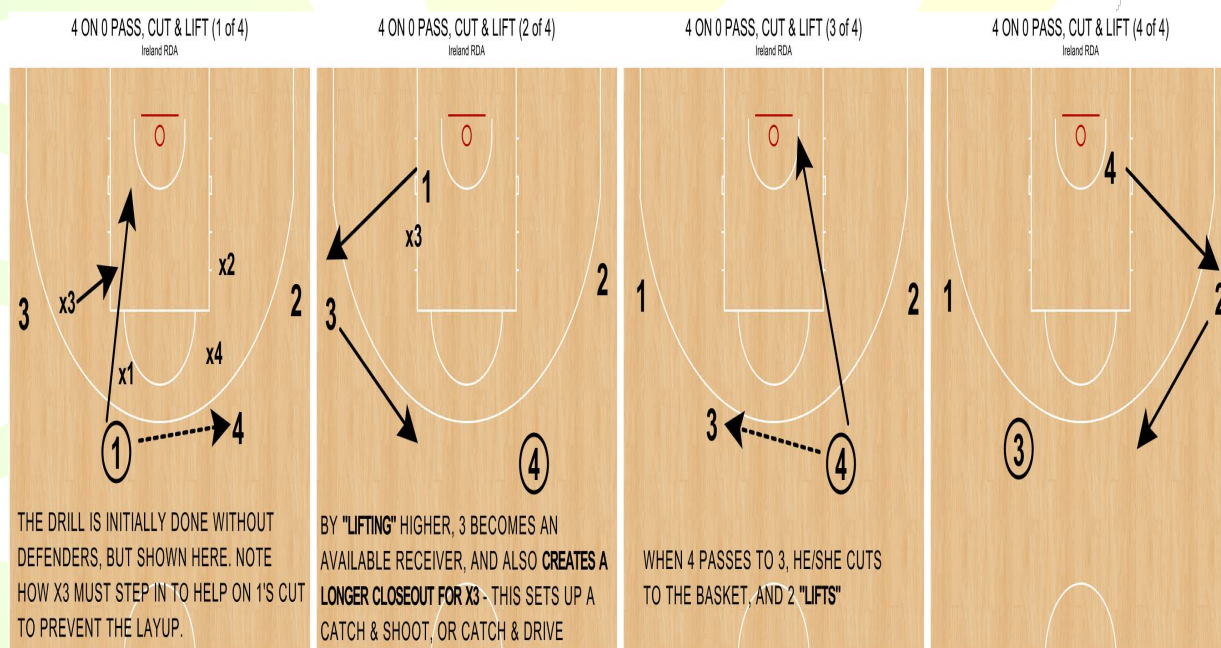 4 ON 0 PASS, CUT & LIFT (1 of 4)
Ireland RDA
3
x3
x1
x2
x4
2
1
4
THE DRILL IS INITIALLY DONE WITHOUT
DEFENDERS, BUT SHOWN HERE. NOTE
HOW X3 MUST STEP IN TO HELP ON 1'S CUT
TO PREVENT THE LAYUP.
4 ON 0 PASS, CUT & LIFT (2 of 4)
Ireland RDA
1
x3
2
3
4
BY "LIFTING" HIGHER, 3 BECOMES AN
AVAILABLE RECEIVER, AND ALSO CREATES A
LONGER CLOSEOUT FOR X3 - THIS SETS UP A
CATCH & SHOOT, OR CATCH & DRIVE
4 ON 0 PASS, CUT & LIFT (3 of 4)
Ireland RDA
1
2
3
4
WHEN 4 PASSES TO 3, HE/SHE CUTS
TO THE BASKET, AND 2 "LIFTS"
4 ON 0 PASS, CUT & LIFT (4 of 4)
Ireland RDA
4
1
2
3